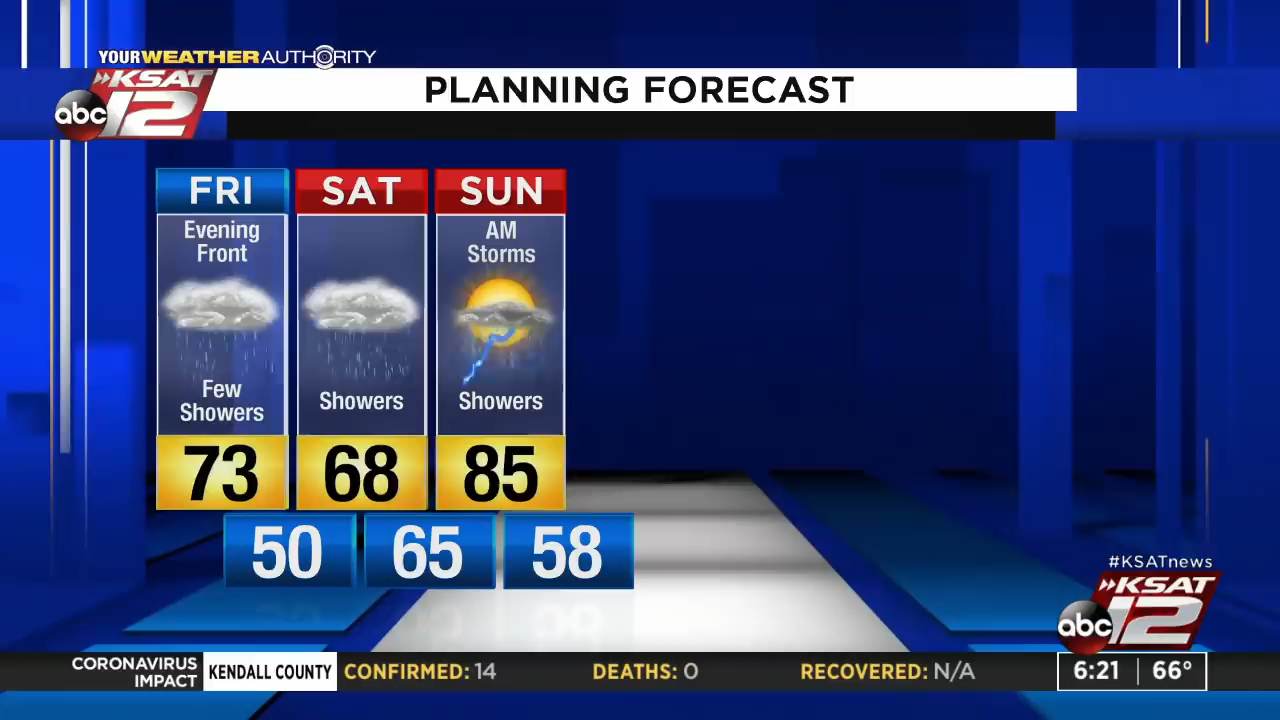 YOURWEATHERAUTHORITY
KSAT
abc 12
PLANNING FORECAST
FRI
Evening
Front
Few
Showers
73
SAT
Showers
68
SUN
AM
Storms
Showers
85
50
65
58
#KSATnews
KSAT
abc 12
CORONAVIRUS
IMPACT
KENDALL COUNTY
CONFIRMED: 14
DEATHS: 0
RECOVERED: N/A
6:21
66°